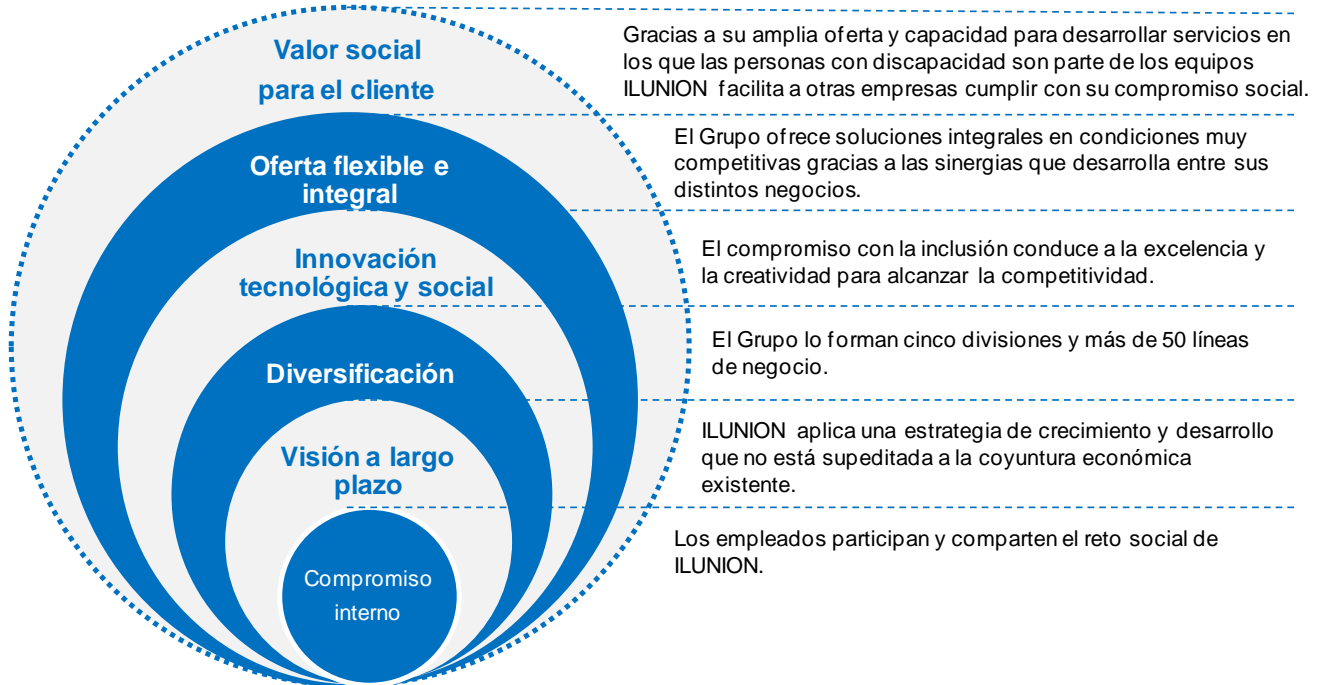 Valor social
para el cliente
Gracias a su amplia oferta y capacidad para desarrollar servicios en
los que las personas con discapacidad son parte de los equipos
ILUNION facilita a otras empresas cumplir con su compromiso social.
Oferta flexible e
integral
El Grupo ofrece soluciones integrales en condiciones muy
competitivas gracias a las sinergias que desarrolla entre sus
distintos negocios.
Innovación
tecnológica y social
El compromiso con la inclusión conduce a la excelencia y
la creatividad para alcanzar la competitividad.
Diversificación
El Grupo lo forman cinco divisiones y más de 50 líneas
de negocio.
Visión a largo
plazo
ILUNION aplica una estrategia de crecimiento y desarrollo
que no está supeditada a la coyuntura económica
existente.
Compromiso
interno
Los empleados participan y comparten el reto social de
ILUNION.